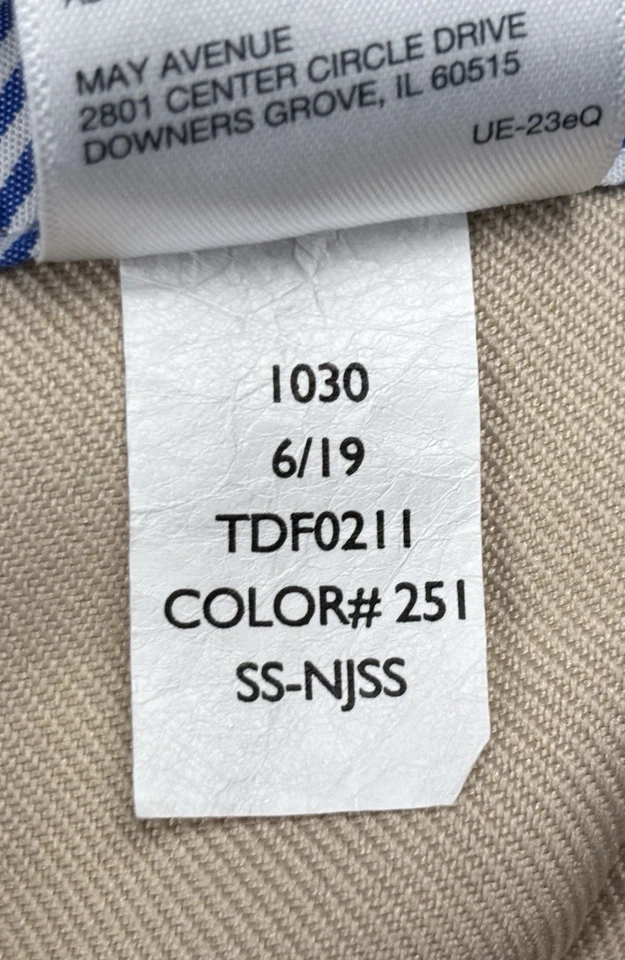 MAY AVENUE
2801 CENTER CIRCLE DRIVE
DOWNERS GROVE, IL 60515
UE-23eQ
1030
6/19
TDF0211
COLOR# 251
SS-NJSS